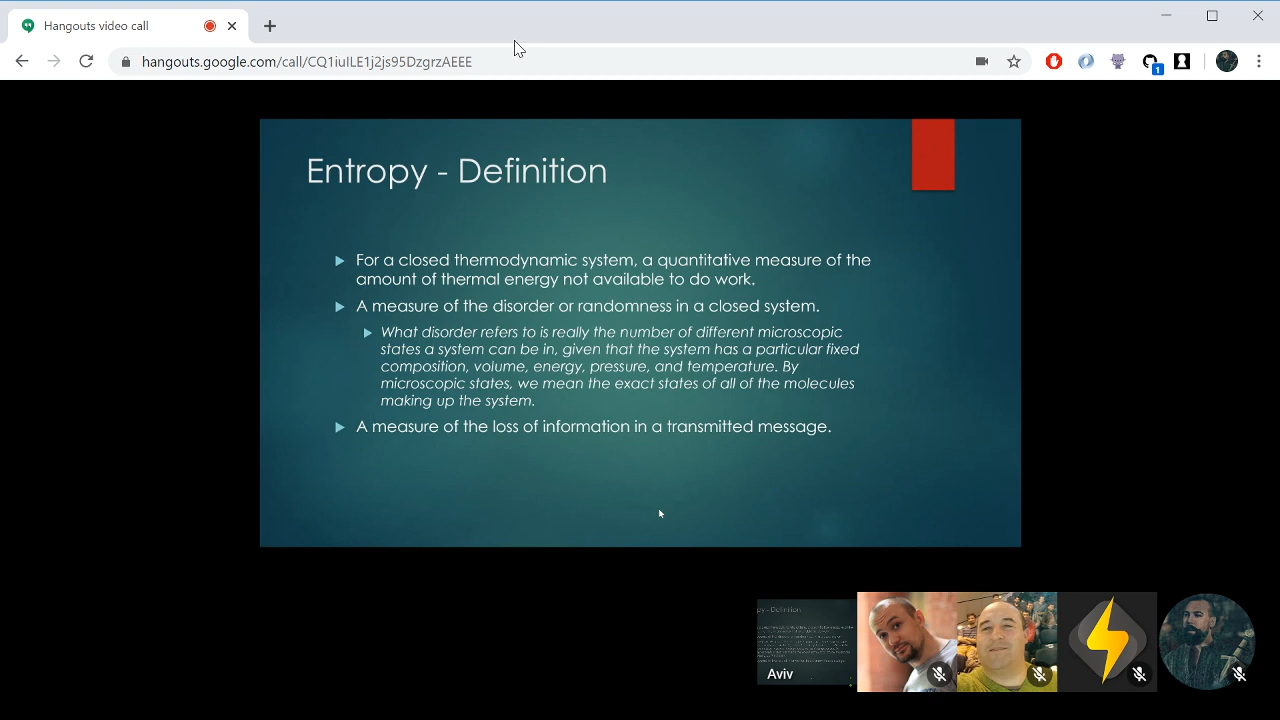 Hangouts video call
hangouts.google.com/call/CQ1iuILE1j2js95DzgrzAEEE
1
Entropy - Definition
For a closed thermodynamic system, a quantitative measure of the
amount of thermal energy not available to do work.
A measure of the disorder or randomness in a closed system.
What disorder refers to is really the number of different microscopic
states a system can be in, given that the system has a particular fixed
composition, volume, energy, pressure, and temperature. By
microscopic states, we mean the exact states of all of the molecules
making up the system.
A measure of the loss of information in a transmitted message.
py - Definition
Aviv